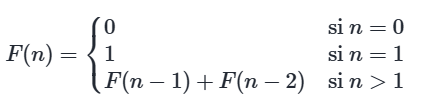 F(n) = { 0 si n = 0
1 si n = 1
F(n − 1) + F(n − 2) si n > 1